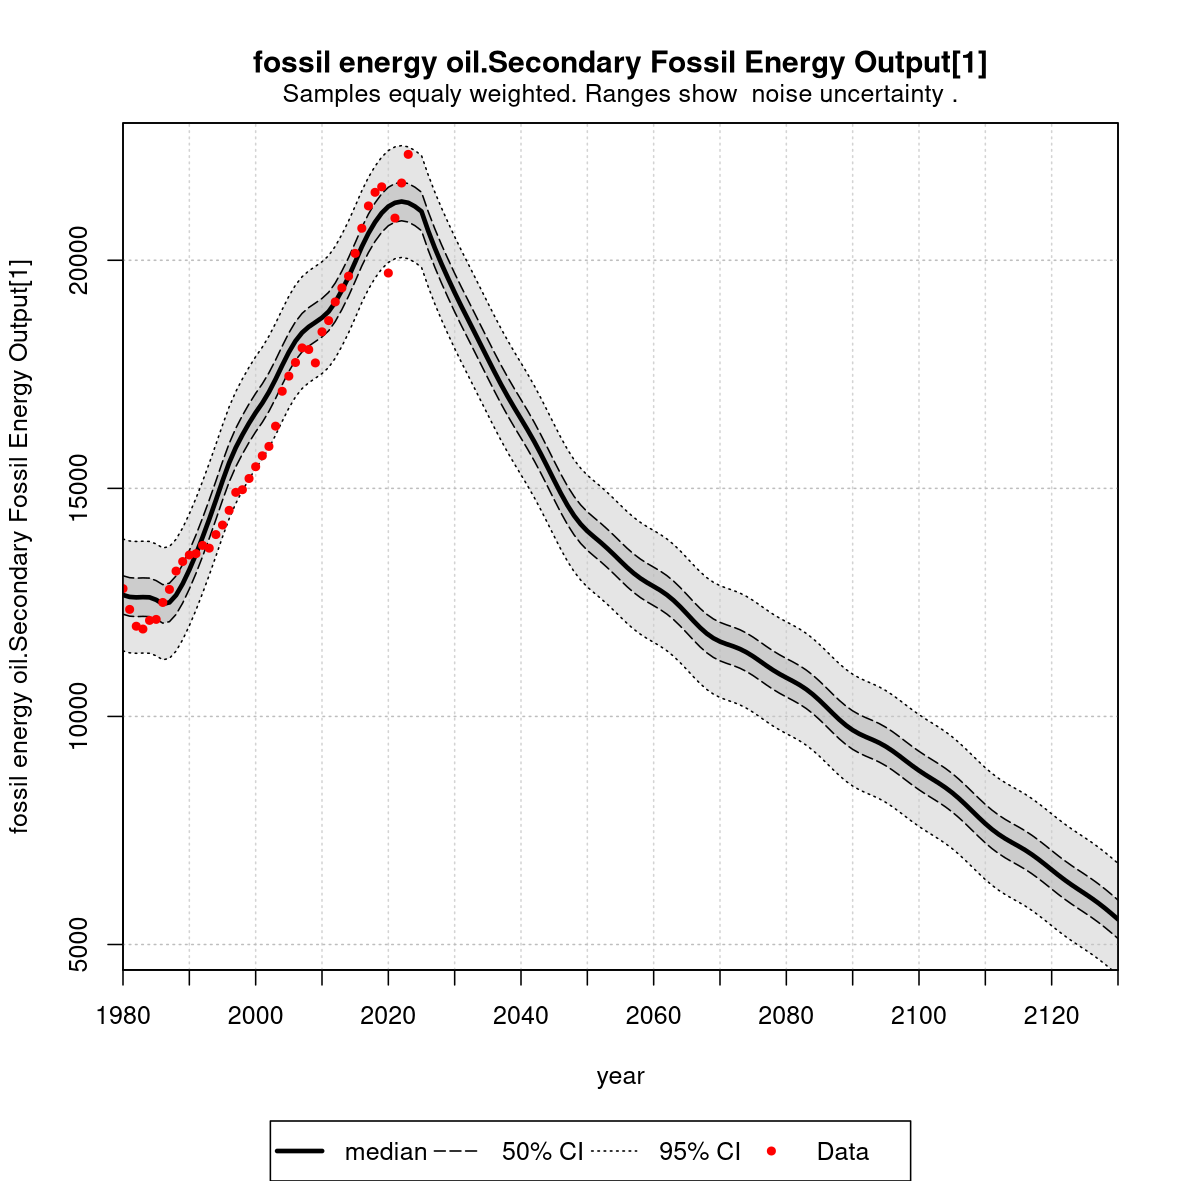 fossil energy oil.Secondary Fossil Energy Output[1]
Samples equaly weighted. Ranges show  noise uncertainty .
fossil energy oil.Secondary Fossil Energy Output[1]
20000
15000
10000
5000
1980 2000 2020 2040 2060 2080 2100 2120
year
median 50% CI 95% CI Data